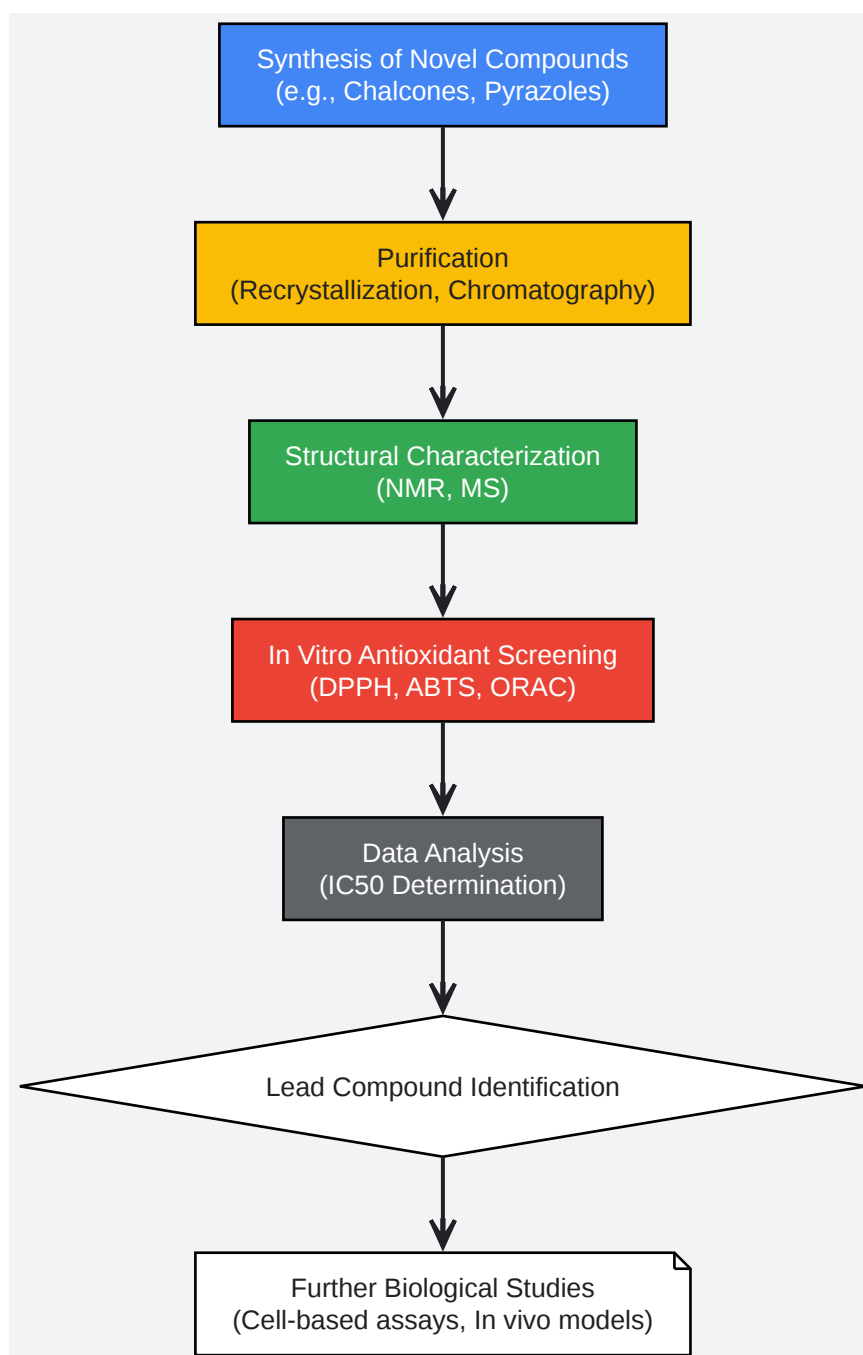 Synthesis of Novel Compounds
(e.g., Chalcones, Pyrazoles)
Purification
(Recrystallization, Chromatography)
Structural Characterization
(NMR, MS)
In Vitro Antioxidant Screening
(DPPH, ABTS, ORAC)
Data Analysis
(IC50 Determination)
Lead Compound Identification
Further Biological Studies
(Cell-based assays, In vivo models)